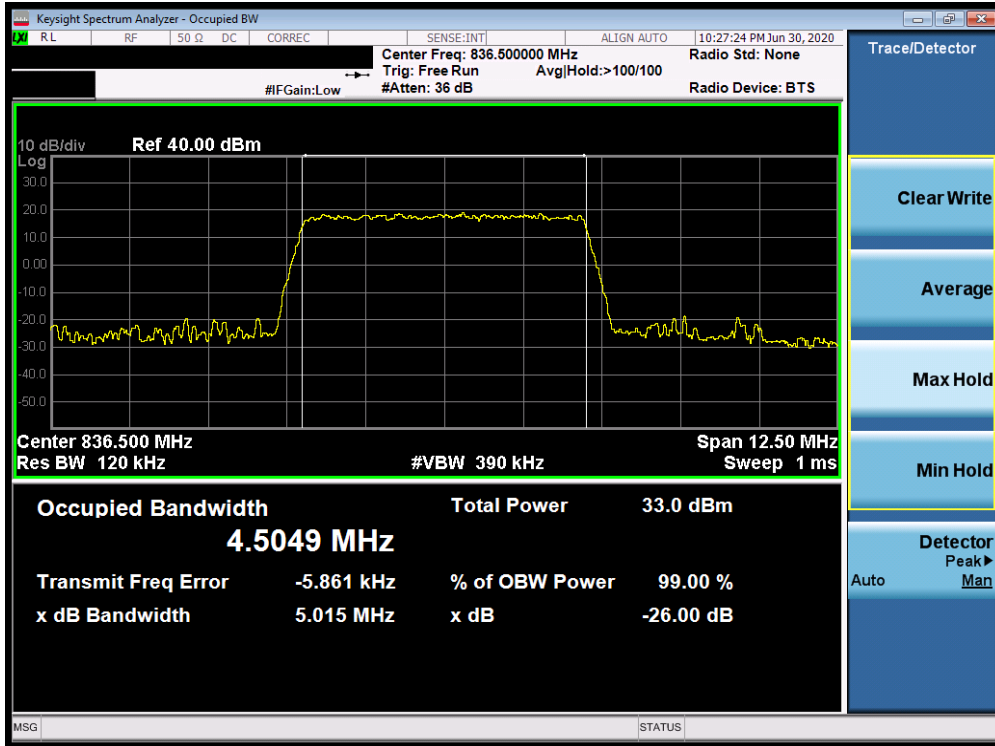 Keysight Spectrum Analyzer - Occupied BW
LXI RL RF 50 Ω DC CORREC SENSE:INT ALIGN AUTO 10:27:24 PM Jun 30, 2020
Center Freq: 836.500000 MHz Radio Std: None
Trig: Free Run Avg|Hold:>100/100
#IFGain:Low #Atten: 36 dB Radio Device: BTS
10 dB/div Ref 40.00 dBm
Log
30.0
20.0
10.0
0.00
-10.0
-20.0
-30.0
-40.0
-50.0
Center 836.500 MHz Span 12.50 MHz
Res BW 120 kHz #VBW 390 kHz Sweep 1 ms
Occupied Bandwidth Total Power 33.0 dBm
4.5049 MHz
Transmit Freq Error -5.861 kHz % of OBW Power 99.00 %
x dB Bandwidth 5.015 MHz x dB -26.00 dB
MSG STATUS
Trace/Detector
Clear Write
Average
Max Hold
Min Hold
Detector
Peak▶
Auto Man